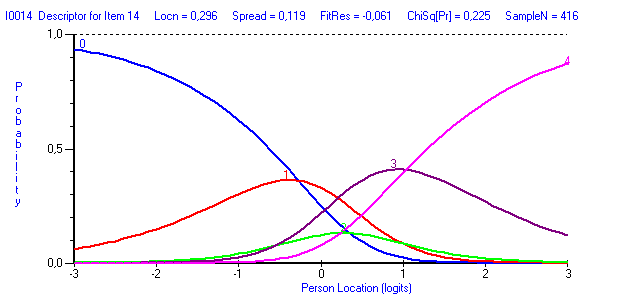 I0014 Descriptor for Item 14 Locn = 0,296 Spread = 0,119 FitRes = -0,061 ChiSq[Pr] = 0,225 SampleN = 416
1,0
0
4
Probability
0,5
3
1
2
0,0
-3 -2 -1 0 1 2 3
Person Location (logits)